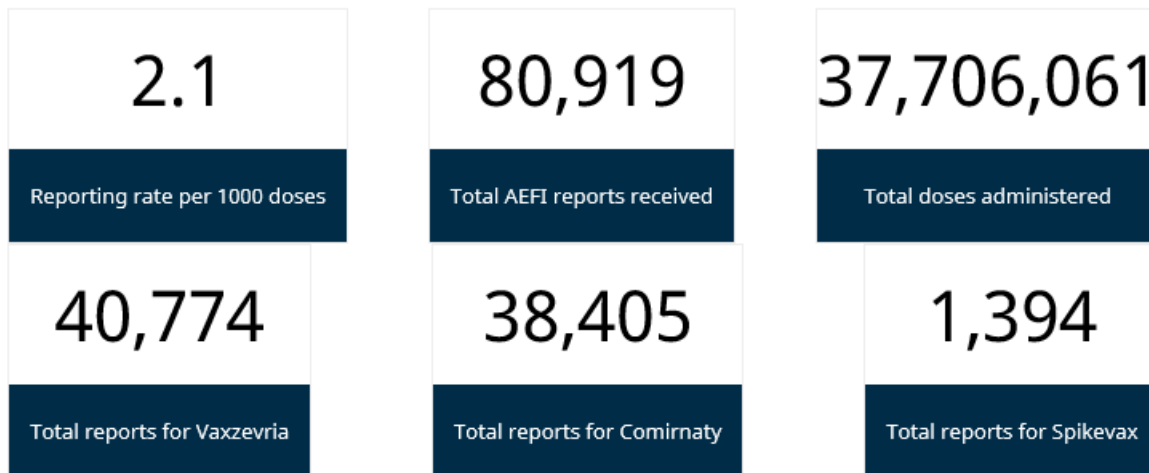 2.1
80,919
37,706,061
Reporting rate per 1000 doses
Total AEFI reports received
Total doses administered
40,774
38,405
1,394
Total reports for Vaxzevria
Total reports for Comirnaty
Total reports for Spikevax